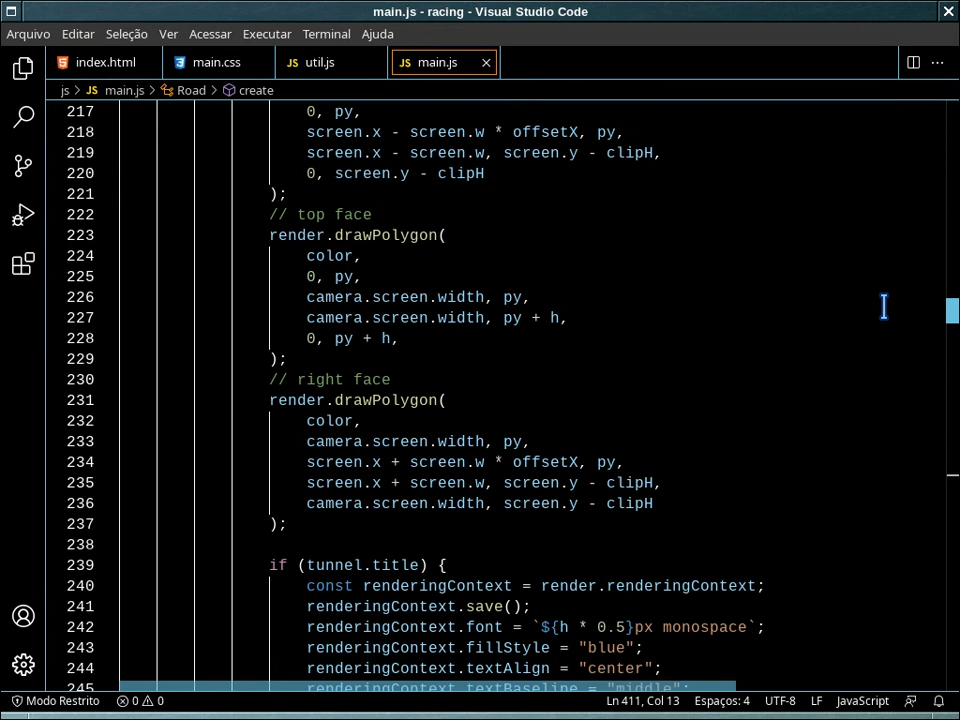 main.js - racing - Visual Studio Code
Arquivo Editar Seleção Ver Acessar Executar Terminal Ajuda
index.html main.css JS util.js JS main.js
js > JS main.js > Road > create
217 0, py,
218 screen.x - screen.w * offsetX, py,
219 screen.x - screen.w, screen.y - clipH,
220 0, screen.y - clipH
221 );
222 // top face
223 render.drawPolygon(
224 color,
225 0, py,
226 camera.screen.width, py,
227 camera.screen.width, py + h,
228 0, py + h,
229 );
230 // right face
231 render.drawPolygon(
232 color,
233 camera.screen.width, py,
234 screen.x + screen.w * offsetX, py,
235 screen.x + screen.w, screen.y - clipH,
236 camera.screen.width, screen.y - clipH
237 );
238
239 if (tunnel.title) {
240 const renderingContext = render.renderingContext;
241 renderingContext.save();
242 renderingContext.font = `${h * 0.5}px monospace`;
243 renderingContext.fillStyle = "blue";
244 renderingContext.textAlign = "center";
245 renderingContext.textBaseline = "middle";
Modo Restrito 0 0 Ln 411, Col 13 Espaços: 4 UTF-8 LF JavaScript